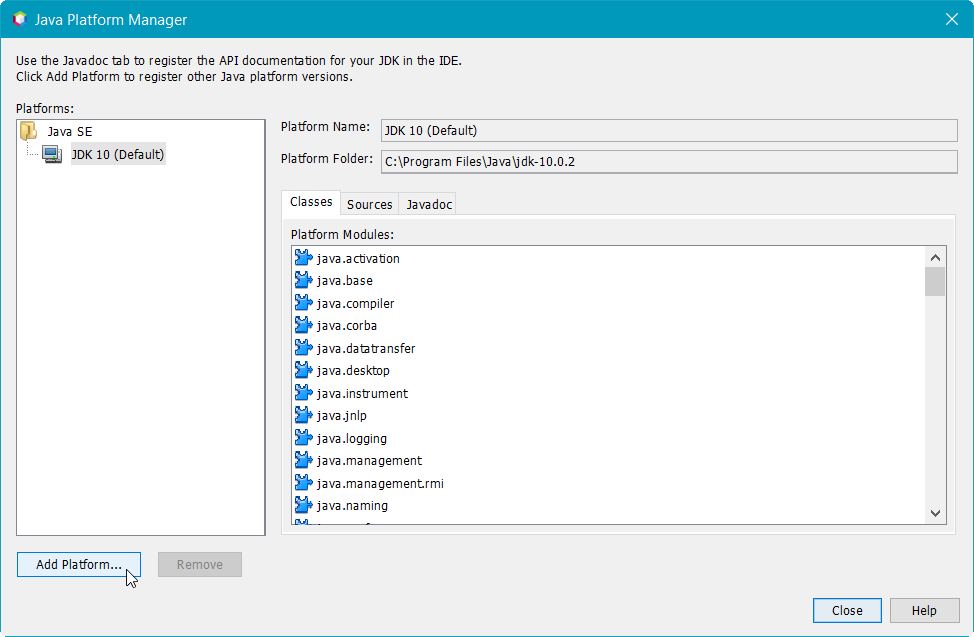 Java Platform Manager
Use the Javadoc tab to register the API documentation for your JDK in the IDE.
Click Add Platform to register other Java platform versions.
Platforms:
Java SE
JDK 10 (Default)
Platform Name: JDK 10 (Default)
Platform Folder: C:\Program Files\Java\jdk-10.0.2
Classes Sources Javadoc
Platform Modules:
java.activation
java.base
java.compiler
java.corba
java.datatransfer
java.desktop
java.instrument
java.jnlp
java.logging
java.management
java.management.rmi
java.naming
Add Platform... Remove
Close Help